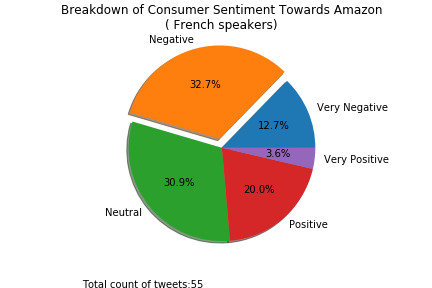 Breakdown of Consumer Sentiment Towards Amazon
( French speakers)
Negative
32.7%
Very Negative
12.7%
3.6%
Very Positive
30.9%
20.0%
Neutral
Positive
Total count of tweets:55